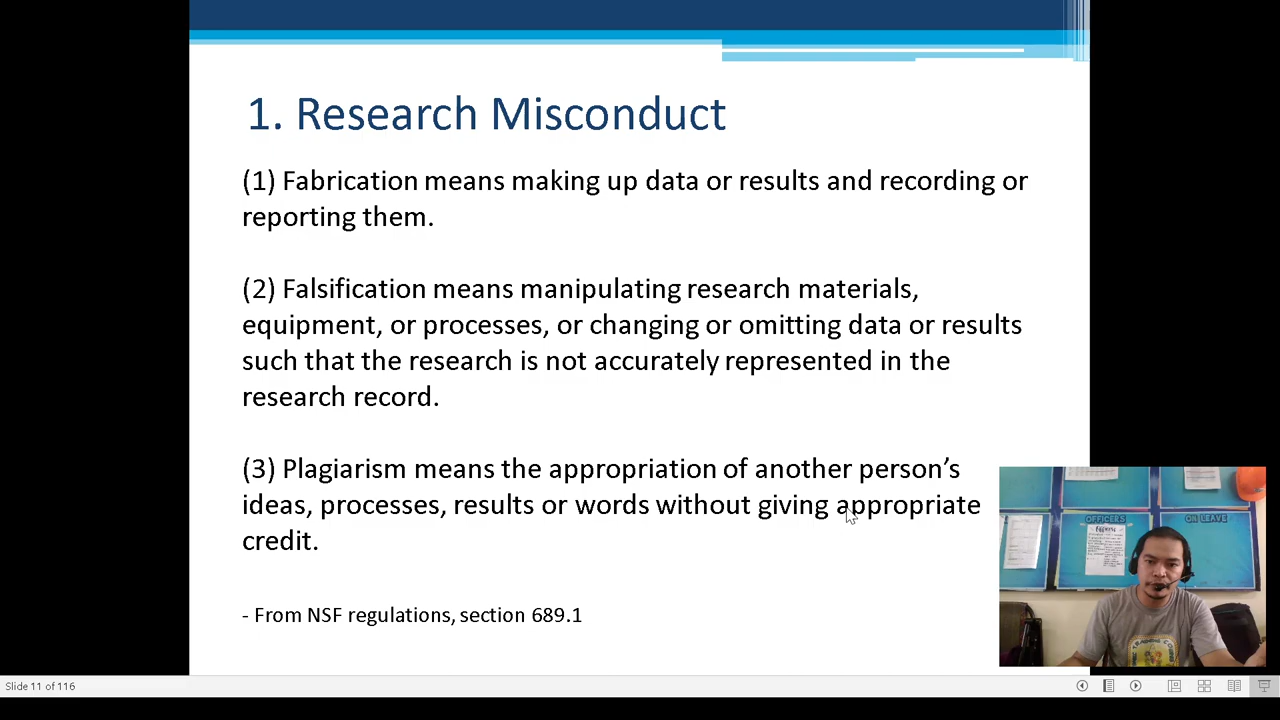 1. Research Misconduct
(1) Fabrication means making up data or results and recording or
reporting them.
(2) Falsification means manipulating research materials,
equipment, or processes, or changing or omitting data or results
such that the research is not accurately represented in the
research record.
(3) Plagiarism means the appropriation of another person’s
ideas, processes, results or words without giving appropriate
credit.
- From NSF regulations, section 689.1
OFFICERS
ON LEAVE
Slide 11 of 116